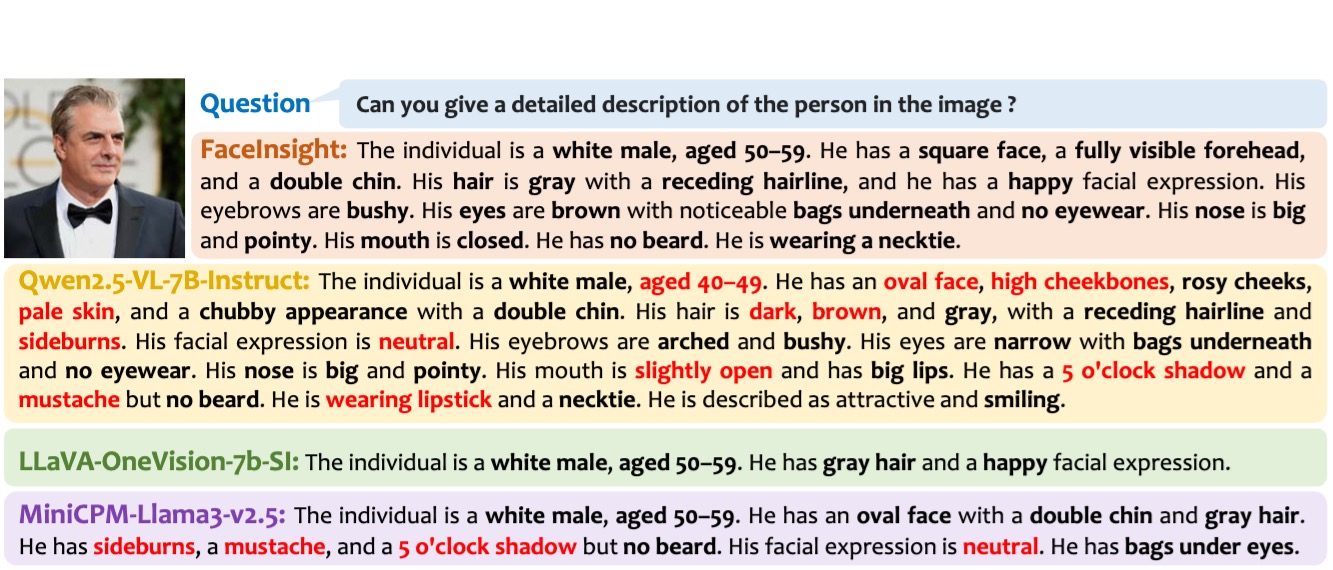 Question
Can you give a detailed description of the person in the image ?
FaceInsight: The individual is a white male, aged 50–59. He has a square face, a fully visible forehead,
and a double chin. His hair is gray with a receding hairline, and he has a happy facial expression. His
eyebrows are bushy. His eyes are brown with noticeable bags underneath and no eyewear. His nose is big
and pointy. His mouth is closed. He has no beard. He is wearing a necktie.
Qwen2.5-VL-7B-Instruct: The individual is a white male, aged 40–49. He has an oval face, high cheekbones, rosy cheeks,
pale skin, and a chubby appearance with a double chin. His hair is dark, brown, and gray, with a receding hairline and
sideburns. His facial expression is neutral. His eyebrows are arched and bushy. His eyes are narrow with bags underneath
and no eyewear. His nose is big and pointy. His mouth is slightly open and has big lips. He has a 5 o'clock shadow and a
mustache but no beard. He is wearing lipstick and a necktie. He is described as attractive and smiling.
LLaVA-OneVision-7b-SI: The individual is a white male, aged 50–59. He has gray hair and a happy facial expression.
MiniCPM-Llama3-v2.5: The individual is a white male, aged 50–59. He has an oval face with a double chin and gray hair.
He has sideburns, a mustache, and a 5 o'clock shadow but no beard. His facial expression is neutral. He has bags under eyes.